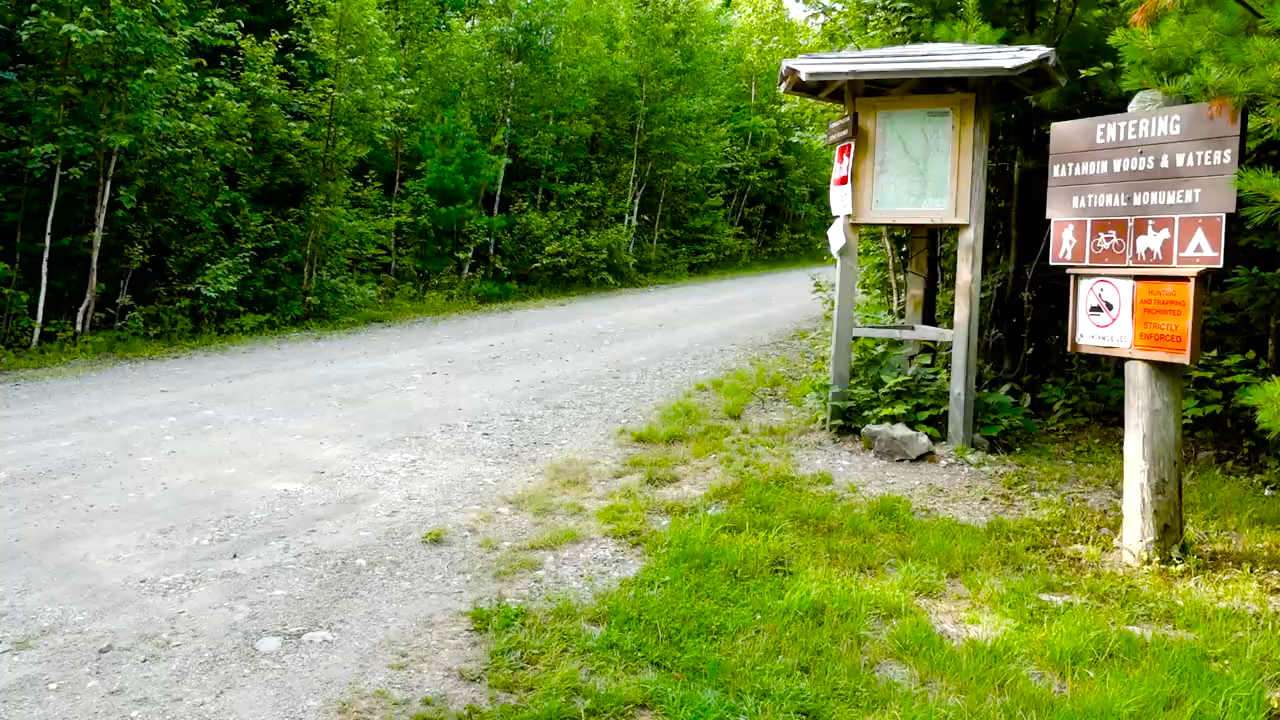 ENTERING
KATAHDIN WOODS & WATERS
NATIONAL MONUMENT
HUNTING
AND TRAPPING
PROHIBITED
STRICTLY
ENFORCED